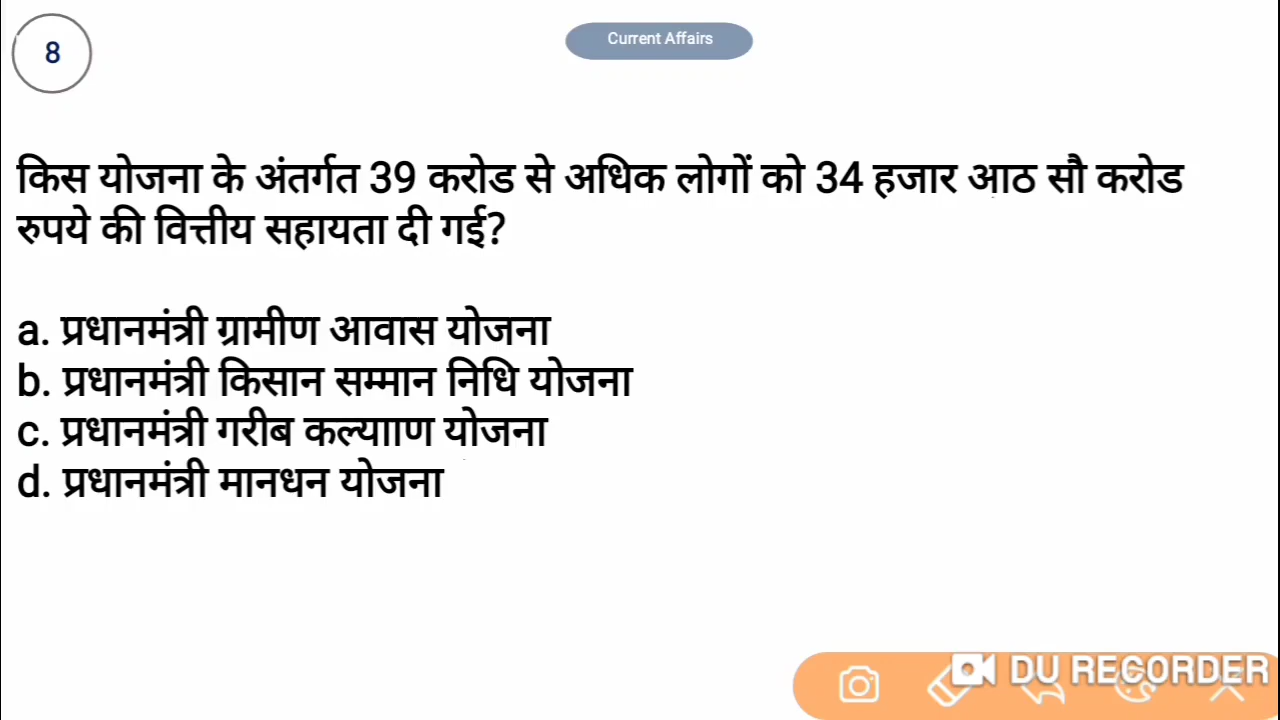 8
Current Affairs
किस योजना के अंतर्गत 39 करोड से अधिक लोगों को 34 हजार आठ सौ करोड
रुपये की वित्तीय सहायता दी गई?
a. प्रधानमंत्री ग्रामीण आवास योजना
b. प्रधानमंत्री किसान सम्मान निधि योजना
c. प्रधानमंत्री गरीब कल्यााण योजना
d. प्रधानमंत्री मानधन योजना
DU RECORDER